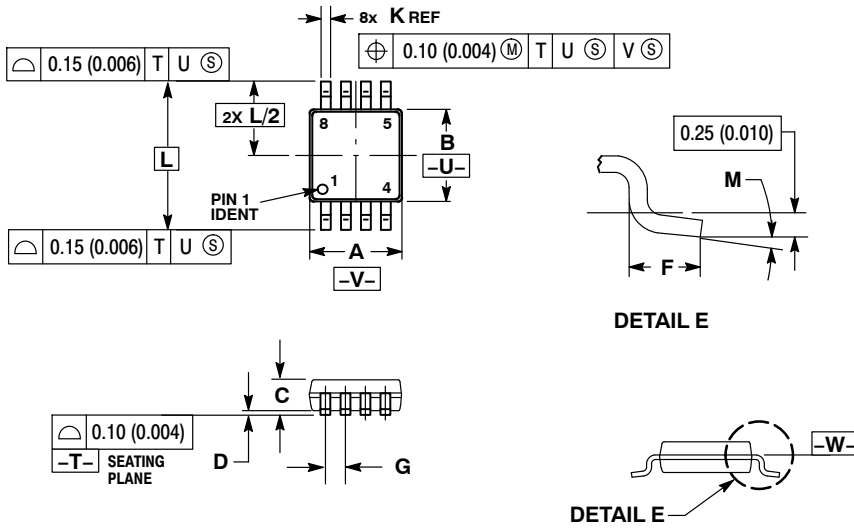 8x K REF
0.10 (0.004) Ⓜ T U Ⓢ V Ⓢ
0.15 (0.006) T U Ⓢ
2X L/2
8
5
B
–U–
L
PIN 1
IDENT
1
4
0.15 (0.006) T U Ⓢ
A
–V–
0.25 (0.010)
M
F
DETAIL E
C
0.10 (0.004)
–T– SEATING
PLANE
D
G
–W–
DETAIL E